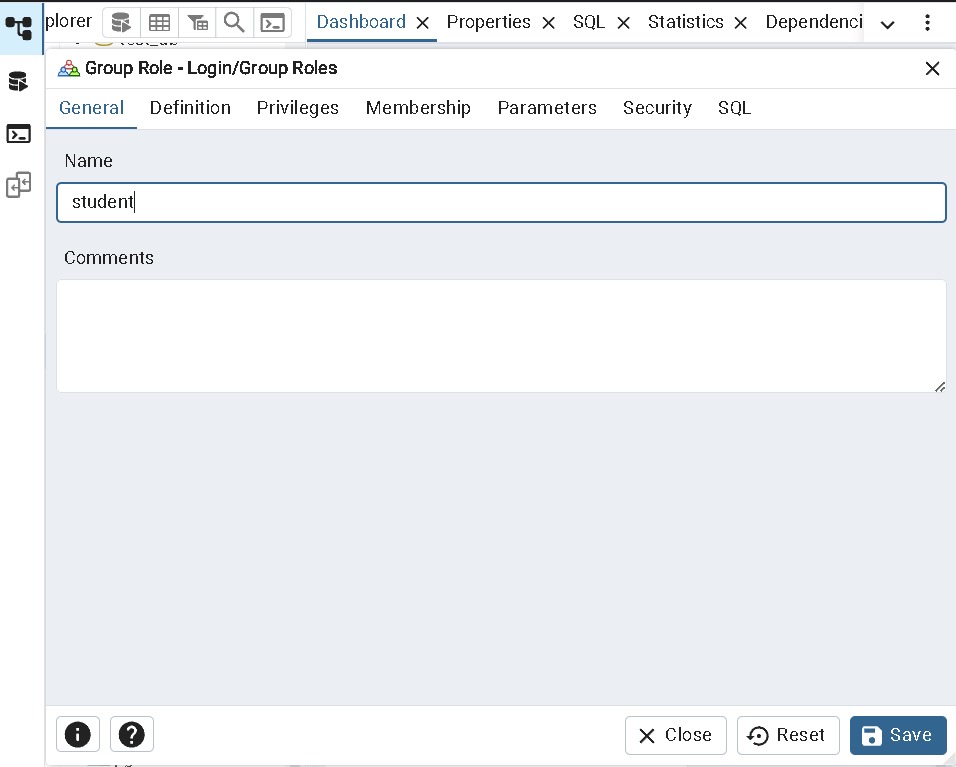 plorer Dashboard Properties SQL Statistics Dependenci
test_db
Group Role - Login/Group Roles
General Definition Privileges Membership Parameters Security SQL
Name
student
Comments
Close Reset Save